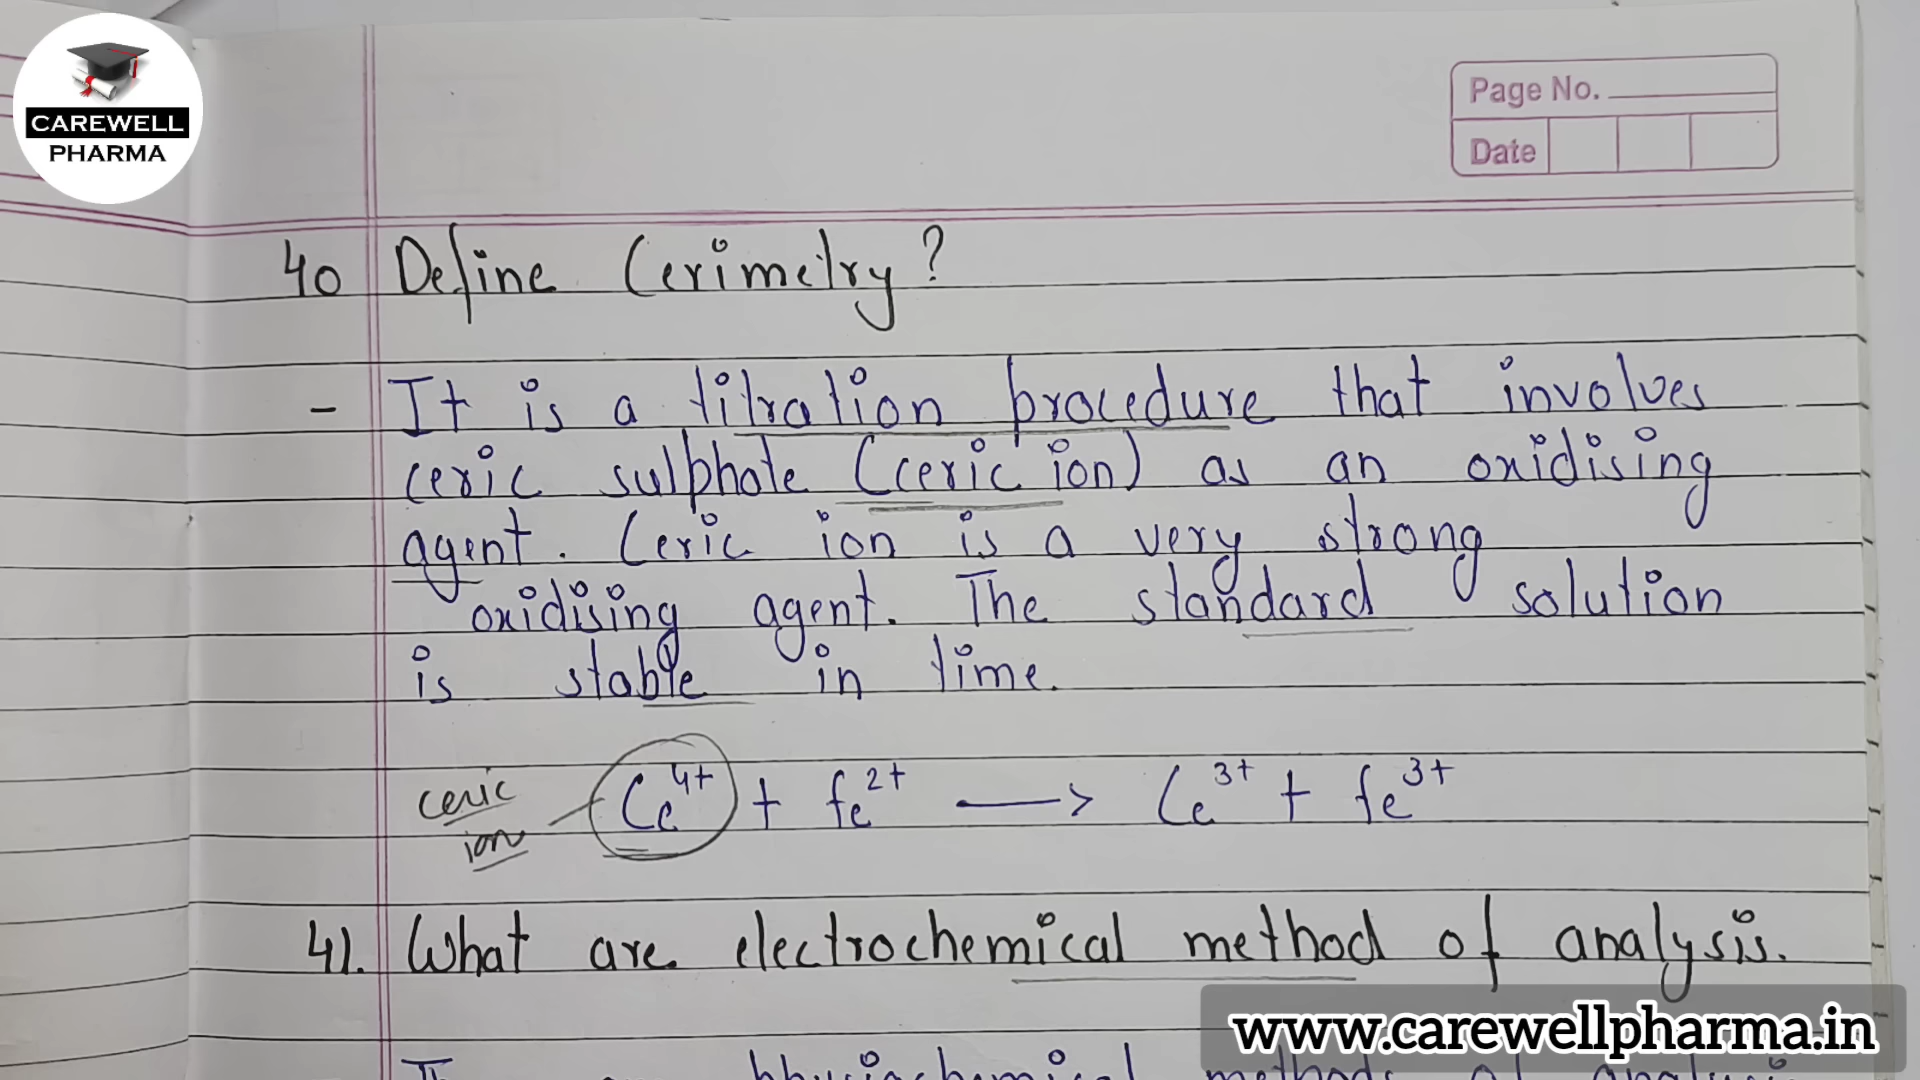 CAREWELL
PHARMA
Page No.
Date
40 Define Cerimetry?
- It is a titration procedure that involves
ceric sulphate (ceric ion) as an oxidising
agent. Ceric ion is a very strong
oxidising agent. The standard solution
is stable in time.
ceric
ion
Ce4+ + fe2+ → Ce3+ + fe3+
41. What are electrochemical method of analysis.
www.carewellpharma.in
methods of